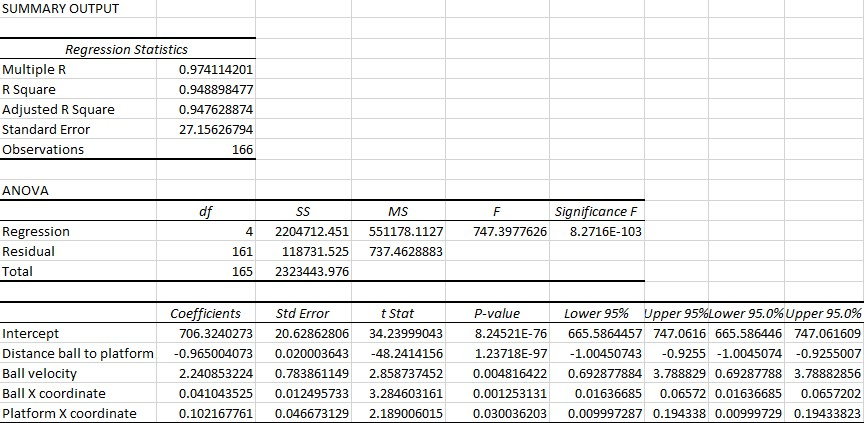 SUMMARY OUTPUT
Regression Statistics
Multiple R 0.974114201
R Square 0.948898477
Adjusted R Square 0.947628874
Standard Error 27.15626794
Observations 166
ANOVA
df SS MS F Significance F
Regression 4 2204712.451 551178.1127 747.3977626 8.2716E-103
Residual 161 118731.525 737.4628883
Total 165 2323443.976
Coefficients Std Error t Stat P-value Lower 95% Upper 95% Lower 95.0% Upper 95.0%
Intercept 706.3240273 20.62862806 34.23999043 8.24521E-76 665.5864457 747.0616 665.586446 747.061609
Distance ball to platform -0.965004073 0.020003643 -48.2414156 1.23718E-97 -1.00450743 -0.9255 -1.0045074 -0.9255007
Ball velocity 2.240853224 0.783861149 2.858737452 0.004816422 0.692877884 3.788829 0.69287788 3.78882856
Ball X coordinate 0.041043525 0.012495733 3.284603161 0.001253131 0.01636685 0.06572 0.01636685 0.0657202
Platform X coordinate 0.102167761 0.046673129 2.189006015 0.030036203 0.009997287 0.194338 0.00999729 0.19433823